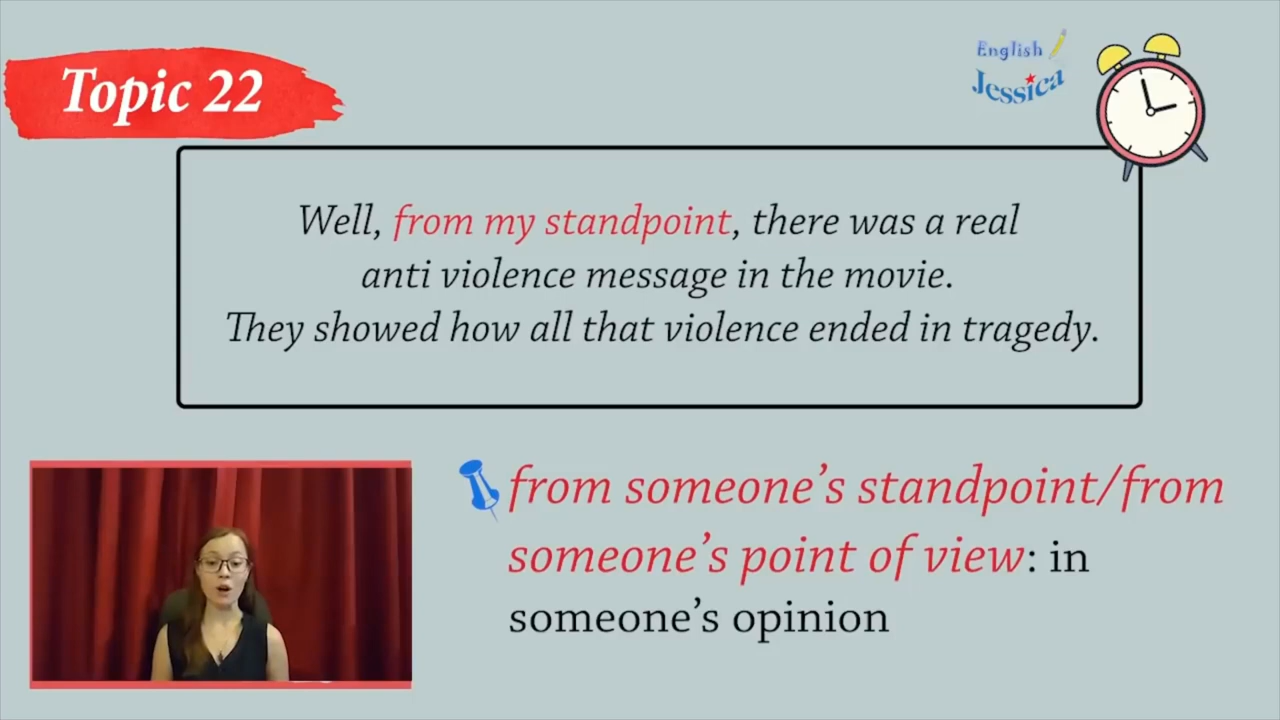 Topic 22
English
Jessica
Well, from my standpoint, there was a real
anti violence message in the movie.
They showed how all that violence ended in tragedy.
from someone’s standpoint/from
someone’s point of view: in
someone’s opinion